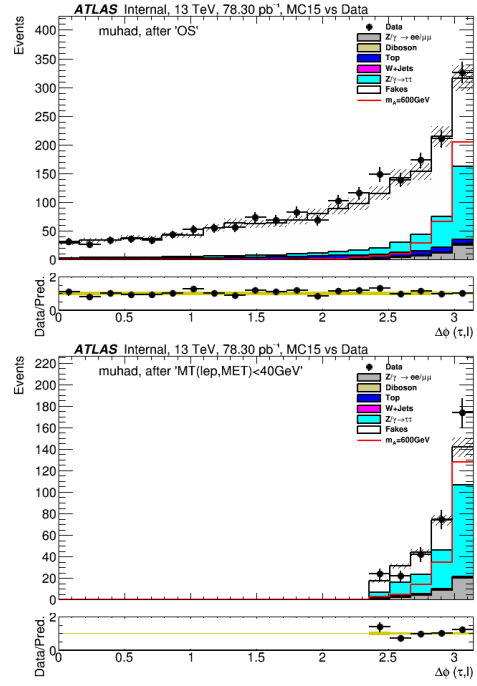 ATLAS Internal, 13 TeV, 78.30 pb⁻¹, MC15 vs Data
Events
muhad, after 'OS'
Data
Z/γ → ee/μμ
Diboson
Top
W+Jets
Z/γ→ττ
Fakes
m_A=600GeV
400
350
300
250
200
150
100
50
0
Data/Pred.
2
1
0
0 0.5 1 1.5 2 2.5 3
Δϕ (τ,l)
ATLAS Internal, 13 TeV, 78.30 pb⁻¹, MC15 vs Data
Events
muhad, after 'MT(lep,MET)<40GeV'
Data
Z/γ → ee/μμ
Diboson
Top
W+Jets
Z/γ→ττ
Fakes
m_A=600GeV
220
200
180
160
140
120
100
80
60
40
20
0
Data/Pred.
2
1
0
0 0.5 1 1.5 2 2.5 3
Δϕ (τ,l)